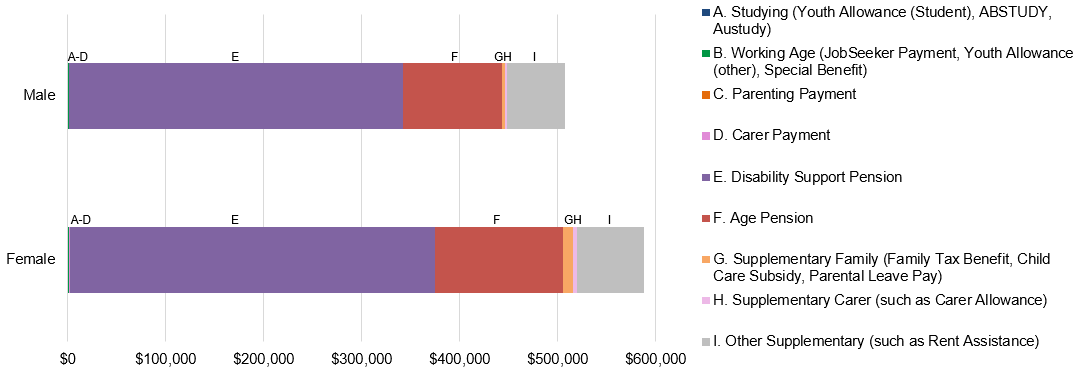 A-D E F GH I
Male
A-D E F GH I
Female
$0 $100,000 $200,000 $300,000 $400,000 $500,000 $600,000
A. Studying (Youth Allowance (Student), ABSTUDY,
Austudy)
B. Working Age (JobSeeker Payment, Youth Allowance
(other), Special Benefit)
C. Parenting Payment
D. Carer Payment
E. Disability Support Pension
F. Age Pension
G. Supplementary Family (Family Tax Benefit, Child
Care Subsidy, Parental Leave Pay)
H. Supplementary Carer (such as Carer Allowance)
I. Other Supplementary (such as Rent Assistance)